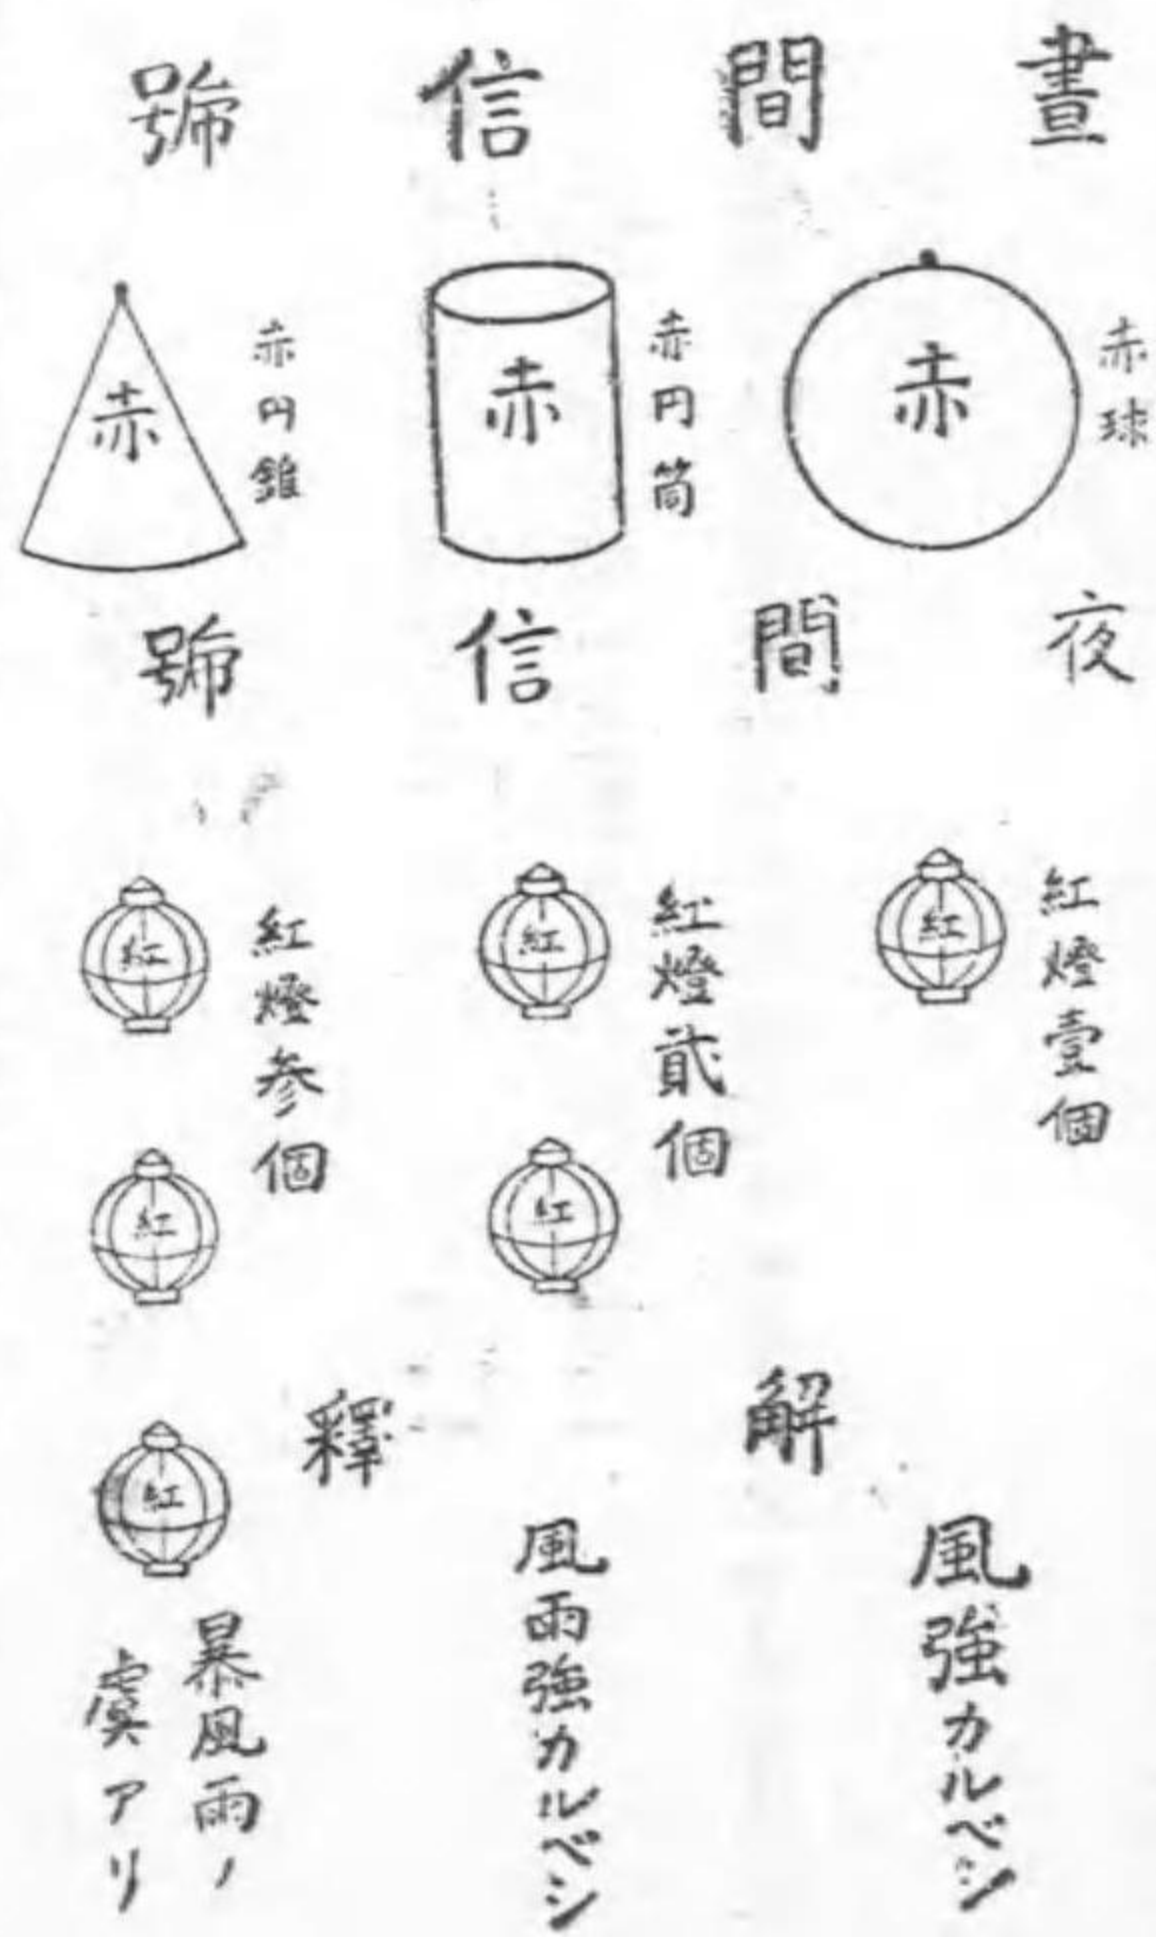 晝間信號
赤球
赤
赤円筒
赤
赤円錐
赤
夜間信號
紅燈壹個
紅
紅燈貳個
紅
紅
紅燈参個
紅
紅
紅
解釋
風強カルベシ
風雨強カルベシ
暴風雨ノ
虞アリ